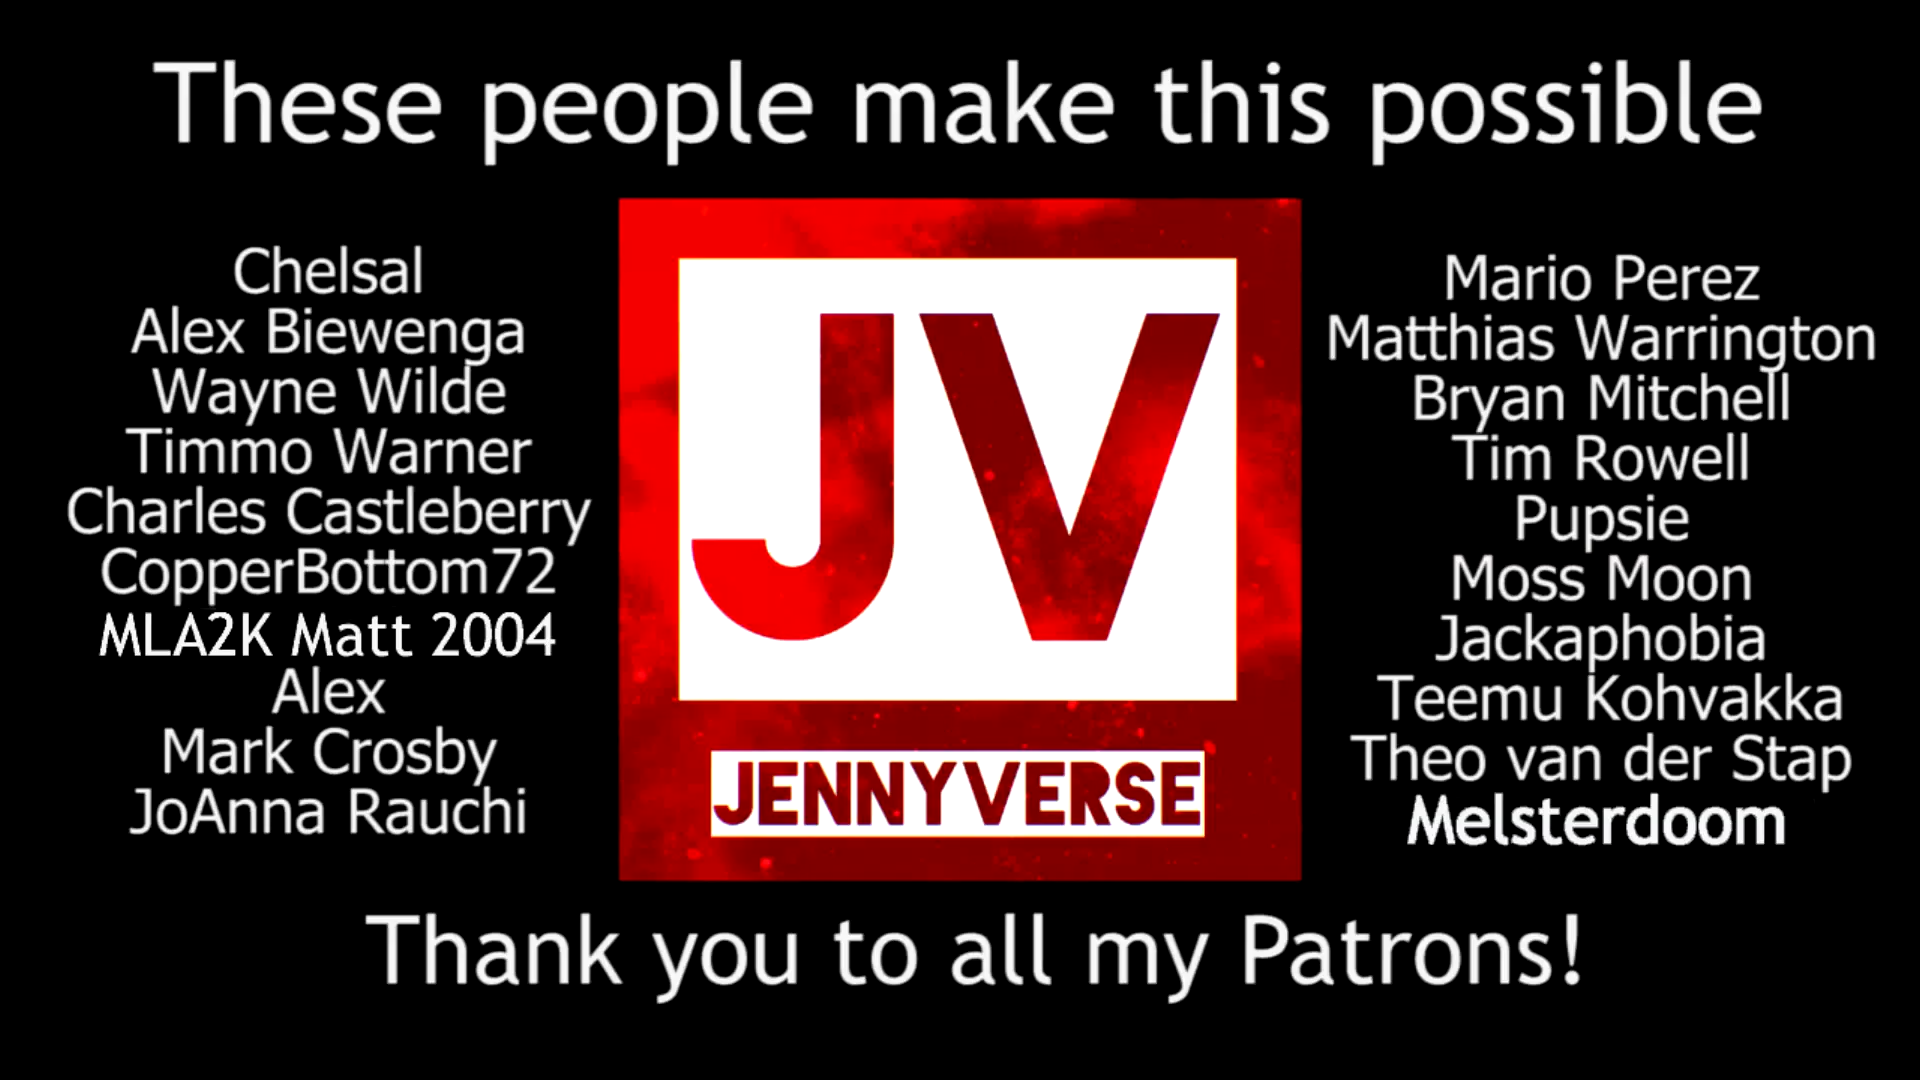 These people make this possible
Chelsal
Alex Biewenga
Wayne Wilde
Timmo Warner
Charles Castleberry
CopperBottom72
MLA2K Matt 2004
Alex
Mark Crosby
JoAnna Rauchi
JV
JENNYVERSE
Mario Perez
Matthias Warrington
Bryan Mitchell
Tim Rowell
Pupsie
Moss Moon
Jackaphobia
Teemu Kohvakka
Theo van der Stap
Melsterdoom
Thank you to all my Patrons!